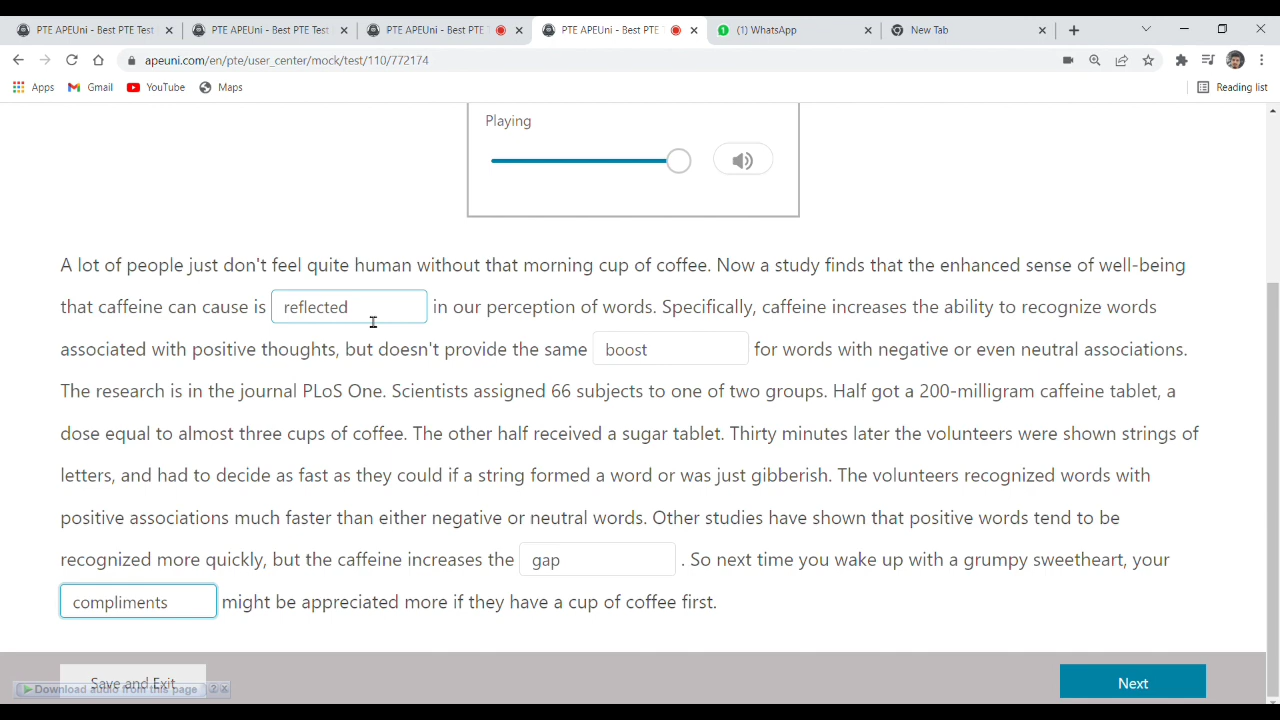 PTE APEUni - Best PTE Test
PTE APEUni - Best PTE Test
PTE APEUni - Best PTE
PTE APEUni - Best PTE
(1) WhatsApp
New Tab
apeuni.com/en/pte/user_center/mock/test/110/772174
Apps Gmail YouTube Maps Reading list
Playing
A lot of people just don't feel quite human without that morning cup of coffee. Now a study finds that the enhanced sense of well-being
that caffeine can cause is reflected in our perception of words. Specifically, caffeine increases the ability to recognize words
associated with positive thoughts, but doesn't provide the same boost for words with negative or even neutral associations.
The research is in the journal PLoS One. Scientists assigned 66 subjects to one of two groups. Half got a 200-milligram caffeine tablet, a
dose equal to almost three cups of coffee. The other half received a sugar tablet. Thirty minutes later the volunteers were shown strings of
letters, and had to decide as fast as they could if a string formed a word or was just gibberish. The volunteers recognized words with
positive associations much faster than either negative or neutral words. Other studies have shown that positive words tend to be
recognized more quickly, but the caffeine increases the gap . So next time you wake up with a grumpy sweetheart, your
compliments might be appreciated more if they have a cup of coffee first.
Save and Exit
Download audio from this page ? x
Next